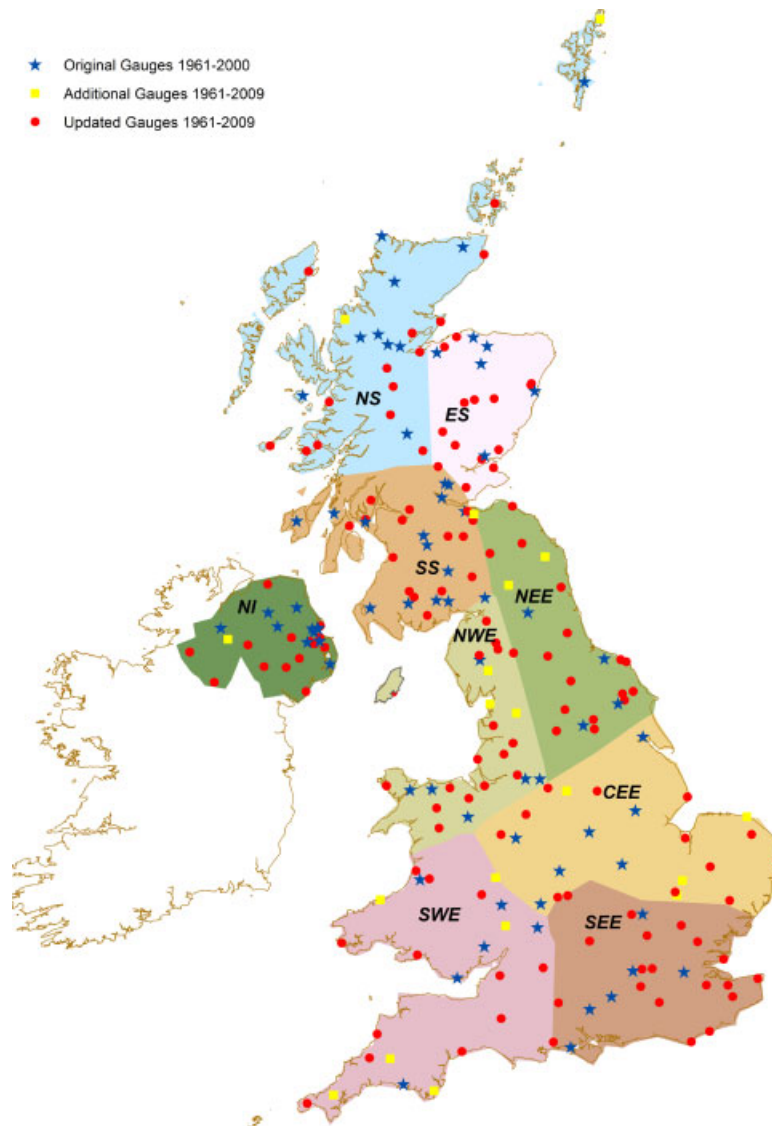 Original Gauges 1961-2000
Additional Gauges 1961-2009
Updated Gauges 1961-2009
NS
ES
SS
NI
NEE
NWE
CEE
SWE
SEE